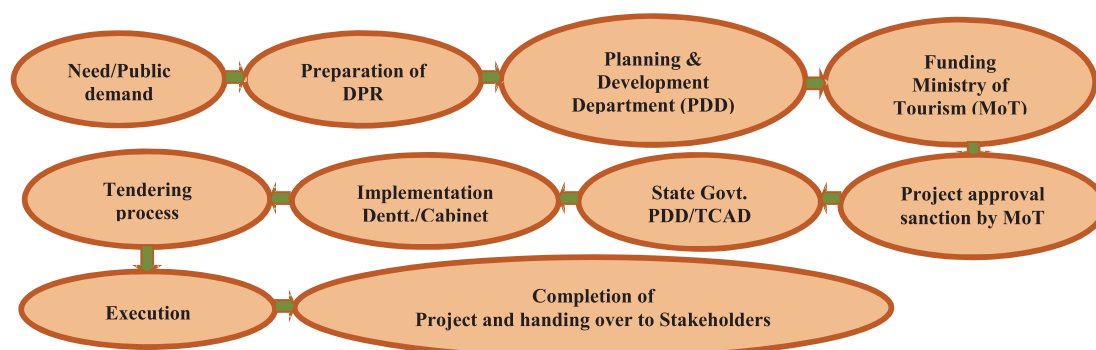 Need/Public
demand
Preparation of
DPR
Planning &
Development
Department (PDD)
Funding
Ministry of
Tourism (MoT)
Project approval
sanction by MoT
State Govt.
PDD/TCAD
Implementation
Deptt./Cabinet
Tendering
process
Execution
Completion of
Project and handing over to Stakeholders